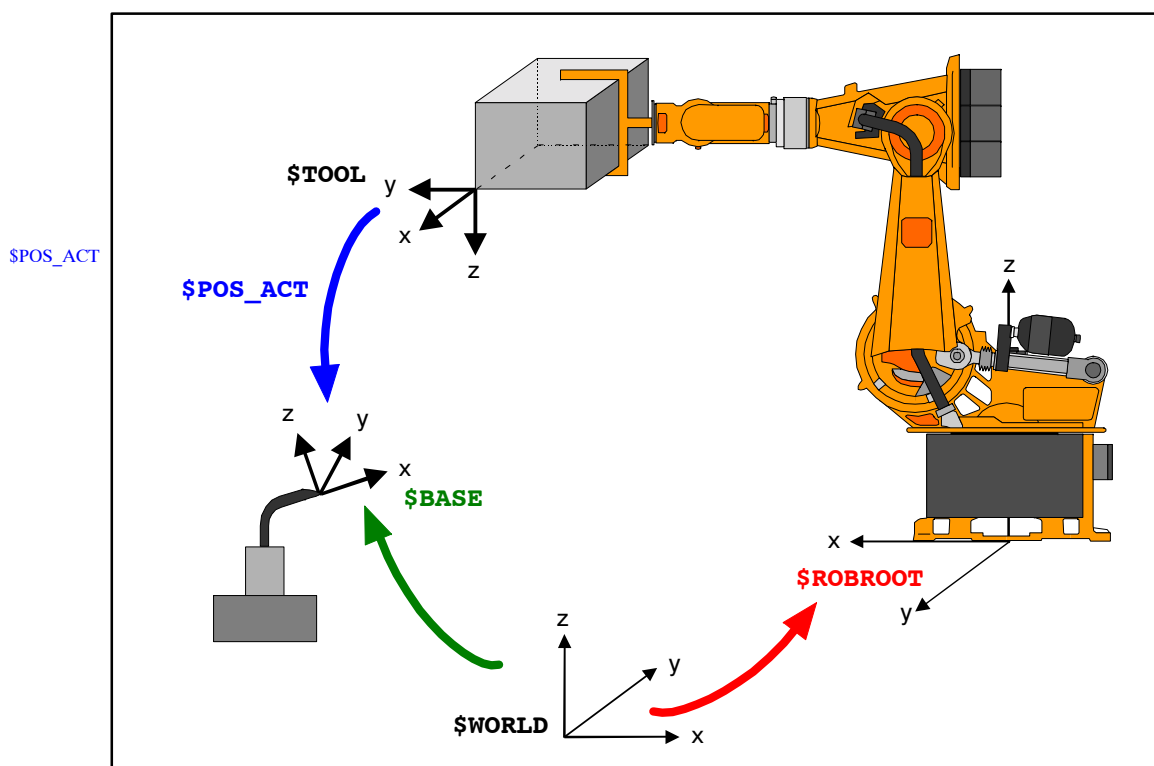 $TOOL
y
x
z
$POS_ACT
$POS_ACT
z
z
y
x
$BASE
x
$ROBROOT
y
z
y
$WORLD
x